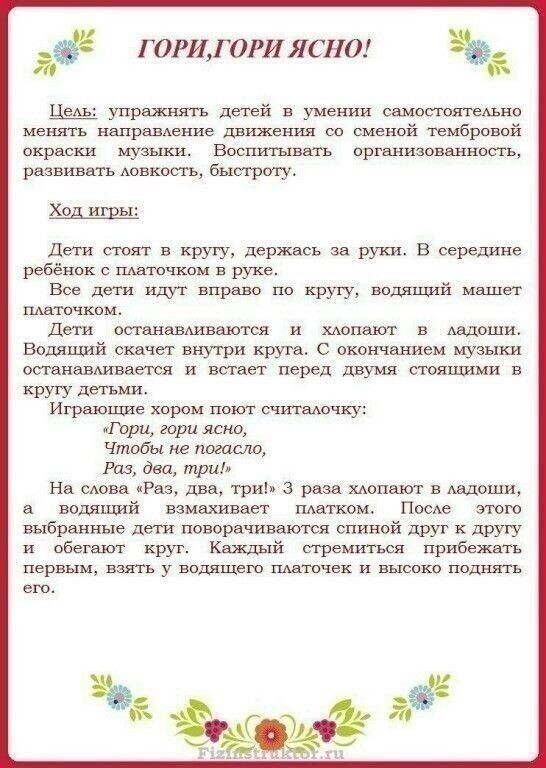 ГОРИ,ГОРИ ЯСНО!
Цель: упражнять детей в умении самостоятельно
менять направление движения со сменой тембровой
окраски музыки. Воспитывать организованность,
развивать ловкость, быстроту.
Ход игры:
Дети стоят в кругу, держась за руки. В середине
ребёнок с платочком в руке.
Все дети идут вправо по кругу, водящий машет
платочком.
Дети останавливаются и хлопают в ладоши.
Водящий скачет внутри круга. С окончанием музыки
останавливается и встает перед двумя стоящими в
кругу детьми.
Играющие хором поют считалочку:
«Гори, гори ясно,
Чтобы не погасло,
Раз, два, три!»
На слова «Раз, два, три!» 3 раза хлопают в ладоши,
а водящий взмахивает платком. После этого
выбранные дети поворачиваются спиной друг к другу
и обегают круг. Каждый стремиться прибежать
первым, взять у водящего платочек и высоко поднять
его.
Fizinstruktor.ru